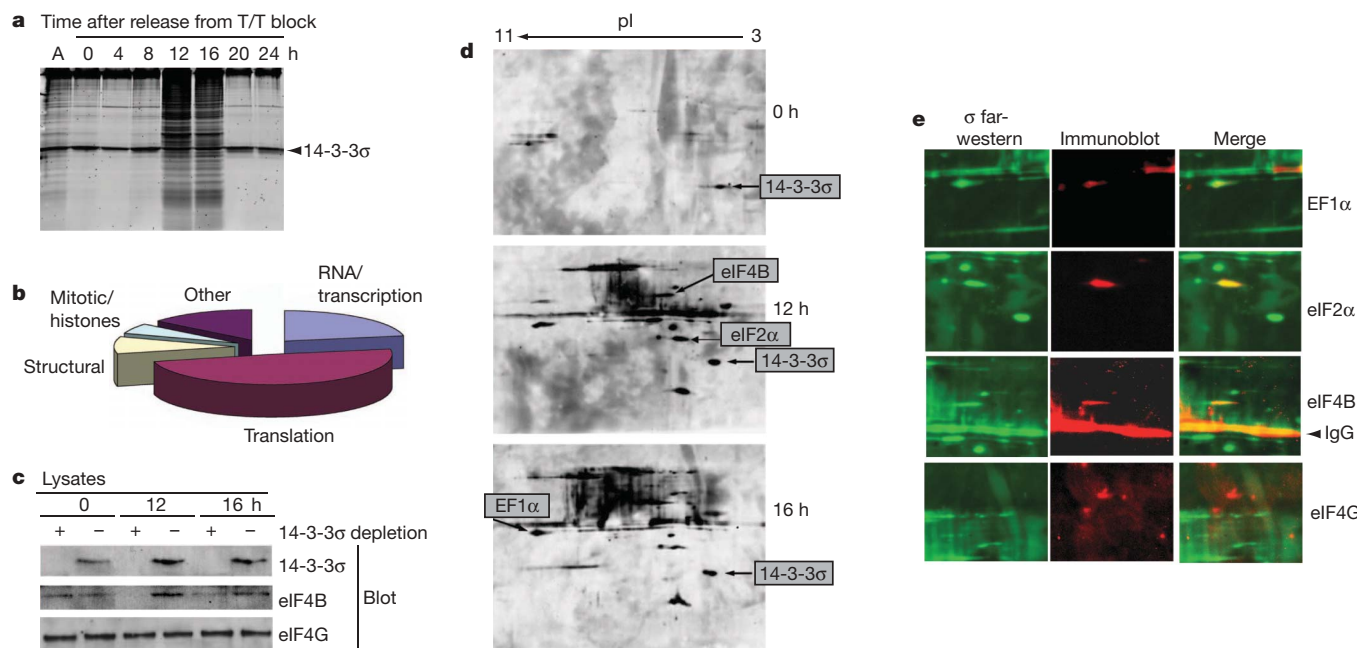 a Time after release from T/T block
A 0 4 8 12 16 20 24 h
14-3-3σ
b
RNA/
transcription
Mitotic/
histones
Other
Structural
Translation
c Lysates
0 12 16 h
+ − + − + − 14-3-3σ depletion
14-3-3σ
eIF4B
eIF4G
Blot
d
pI
11 3
0 h
14-3-3σ
eIF4B
12 h
eIF2α
14-3-3σ
EF1α
16 h
14-3-3σ
e
σ far-
western Immunoblot Merge
EF1α
eIF2α
eIF4B
IgG
eIF4G